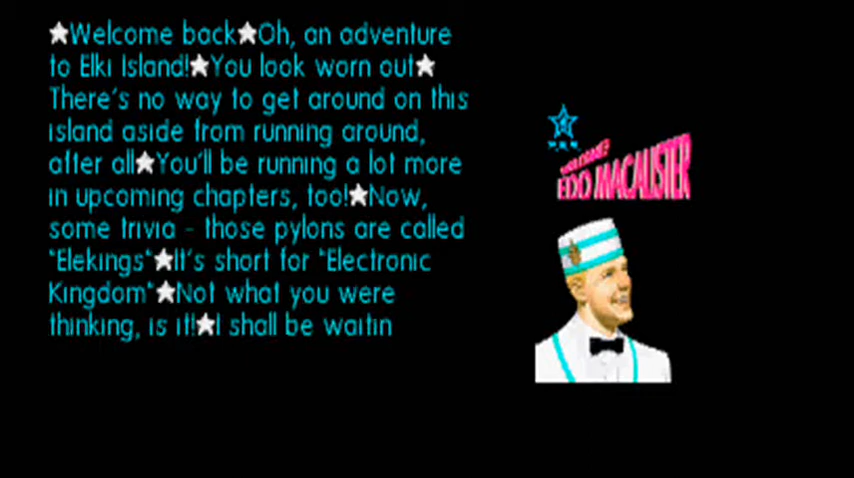 ★Welcome back★Oh, an adventure
to Elki Island!★You look worn out★
There's no way to get around on this
island aside from running around,
after all★You'll be running a lot more
in upcoming chapters, too!★Now,
some trivia - those pylons are called
"Elekings"★It's short for "Electronic
Kingdom"★Not what you were
thinking, is it!★I shall be waitin
EDO MACALISTER